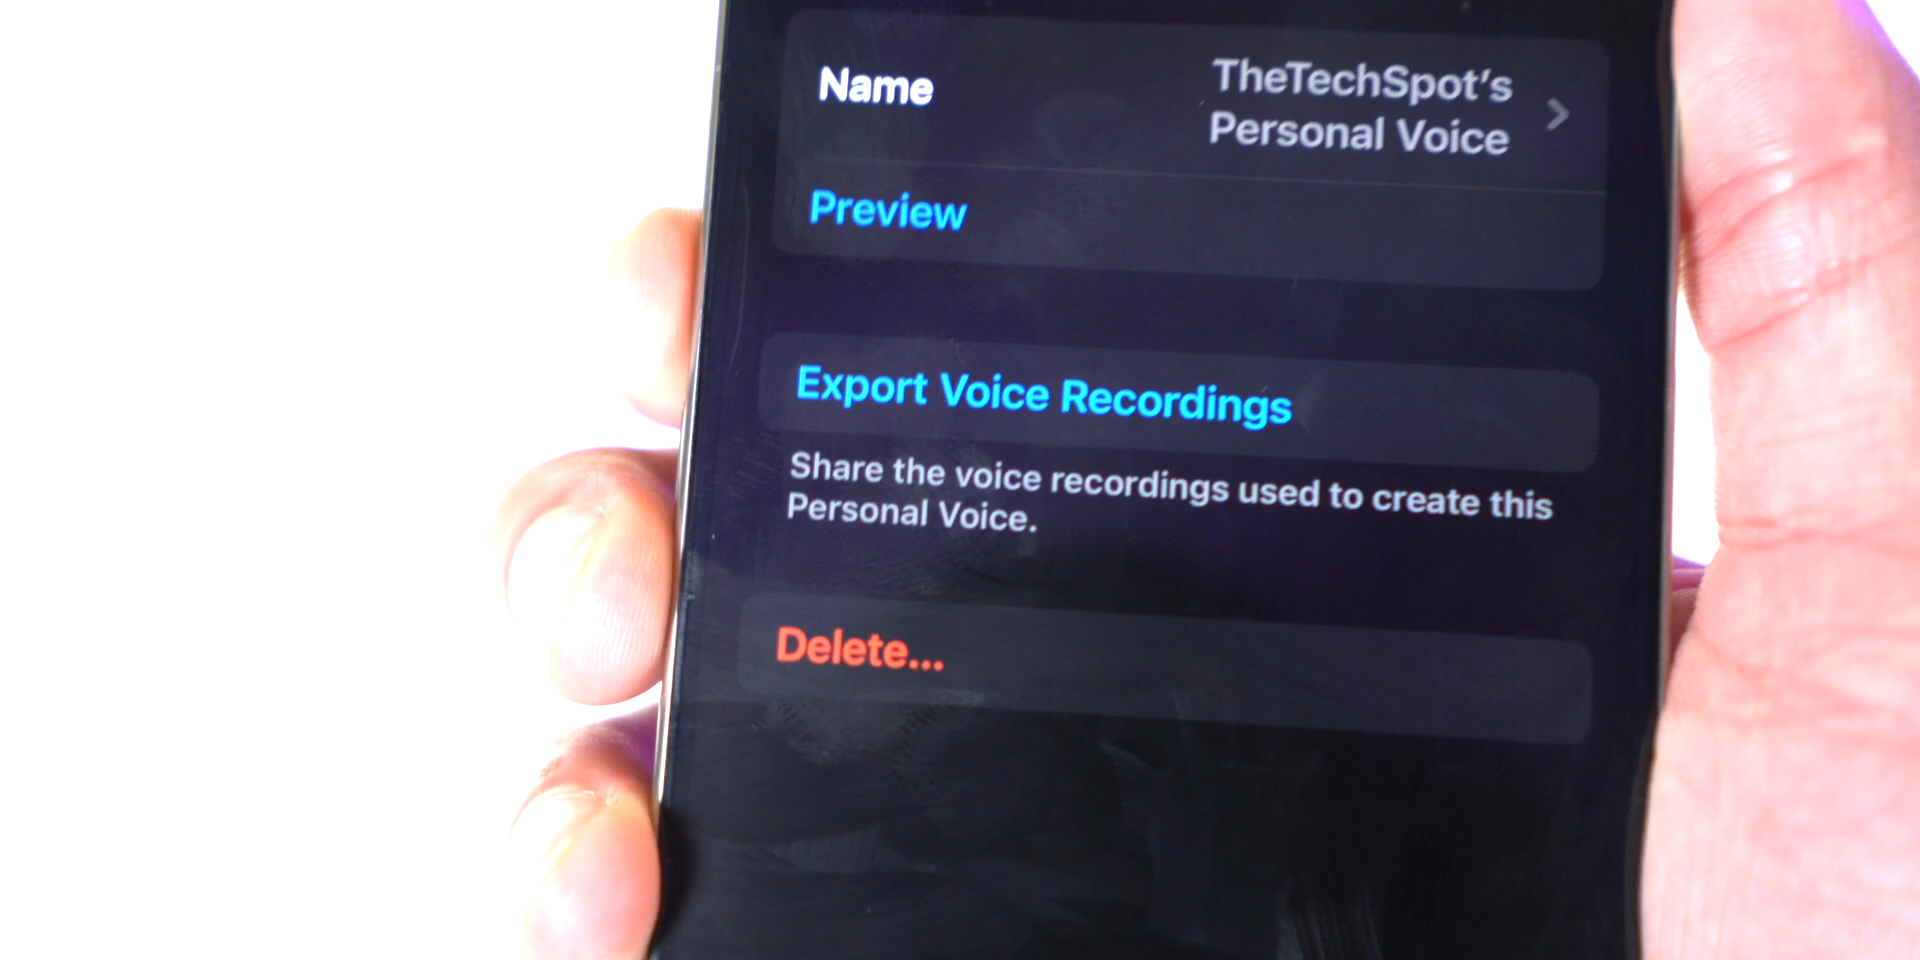 Name
TheTechSpot’s
Personal Voice
Preview
Export Voice Recordings
Share the voice recordings used to create this
Personal Voice.
Delete...